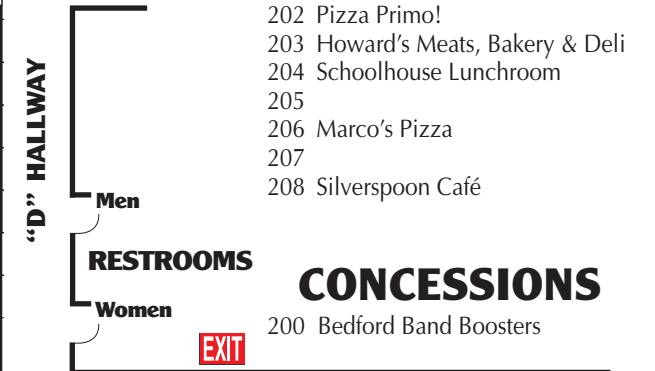 202 Pizza Primo!
203 Howard's Meats, Bakery & Deli
204 Schoolhouse Lunchroom
205
206 Marco's Pizza
207
208 Silverspoon Café
"D" HALLWAY
Men
RESTROOMS
Women
EXIT
CONCESSIONS
200 Bedford Band Boosters